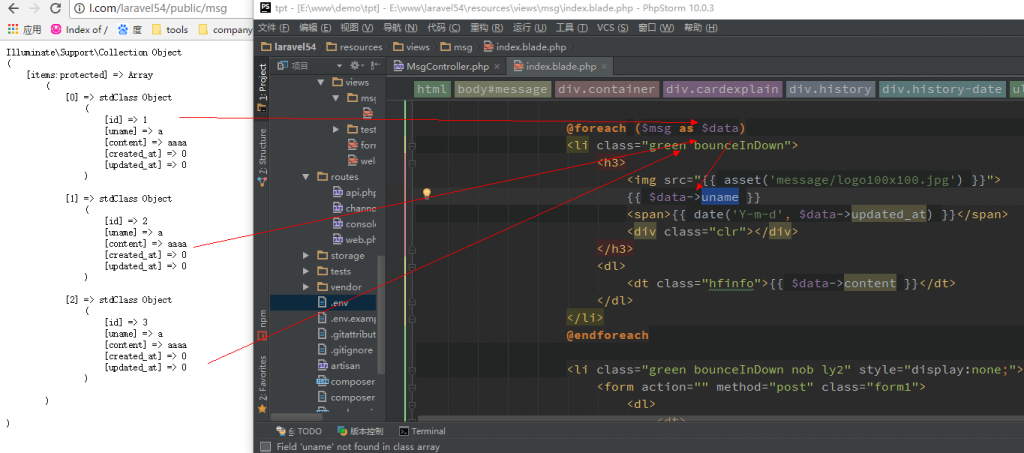 l.com/laravel54/public/msg
应用 Index of / 度 tools company
Illuminate\Support\Collection Object
(
[items:protected] => Array
(
[0] => stdClass Object
(
[id] => 1
[uname] => a
[content] => aaaa
[created_at] => 0
[updated_at] => 0
)
[1] => stdClass Object
(
[id] => 2
[uname] => a
[content] => aaaa
[created_at] => 0
[updated_at] => 0
)
[2] => stdClass Object
(
[id] => 3
[uname] => a
[content] => aaaa
[created_at] => 0
[updated_at] => 0
)
)
)
PS tpt - [E:\www\demo\tpt] - E:\www\laravel54\resources\views\msg\index.blade.php - PhpStorm 10.0.3
文件 (F) 编辑 (E) 视图 (V) 导航 (N) 代码 (C) 重构 (R) 运行 (U) 工具 (T) VCS (S) 窗口 (W) 帮助 (H)
laravel54 resources views msg index.blade.php
1: Project
Z: Structure
npm
2: Favorites
项目
views
msg
test
for
wel
routes
api.php
channe
consol
web.ph
storage
tests
vendor
.env
.env.examp
.gitattribut
.gitignore
artisan
composer
composer
MsgController.php index.blade.php
html body#message div.container div.cardexplain div.history div.history-date ul
@foreach ($msg as $data)
<li class="green bounceInDown">
<h3>
<img src="{{ asset('message/logo100x100.jpg') }}">
{{ $data->uname }}
<span>{{ date('Y-m-d', $data->updated_at) }}</span>
<div class="clr"></div>
</h3>
<dl>
<dt class="hfinfo">{{ $data->content }}</dt>
</dl>
</li>
@endforeach
<li class="green bounceInDown nob ly2" style="display:none;">
<form action="" method="post" class="form1">
<dl>
<dt>
6: TODO 版本控制 Terminal
Field 'uname' not found in class array